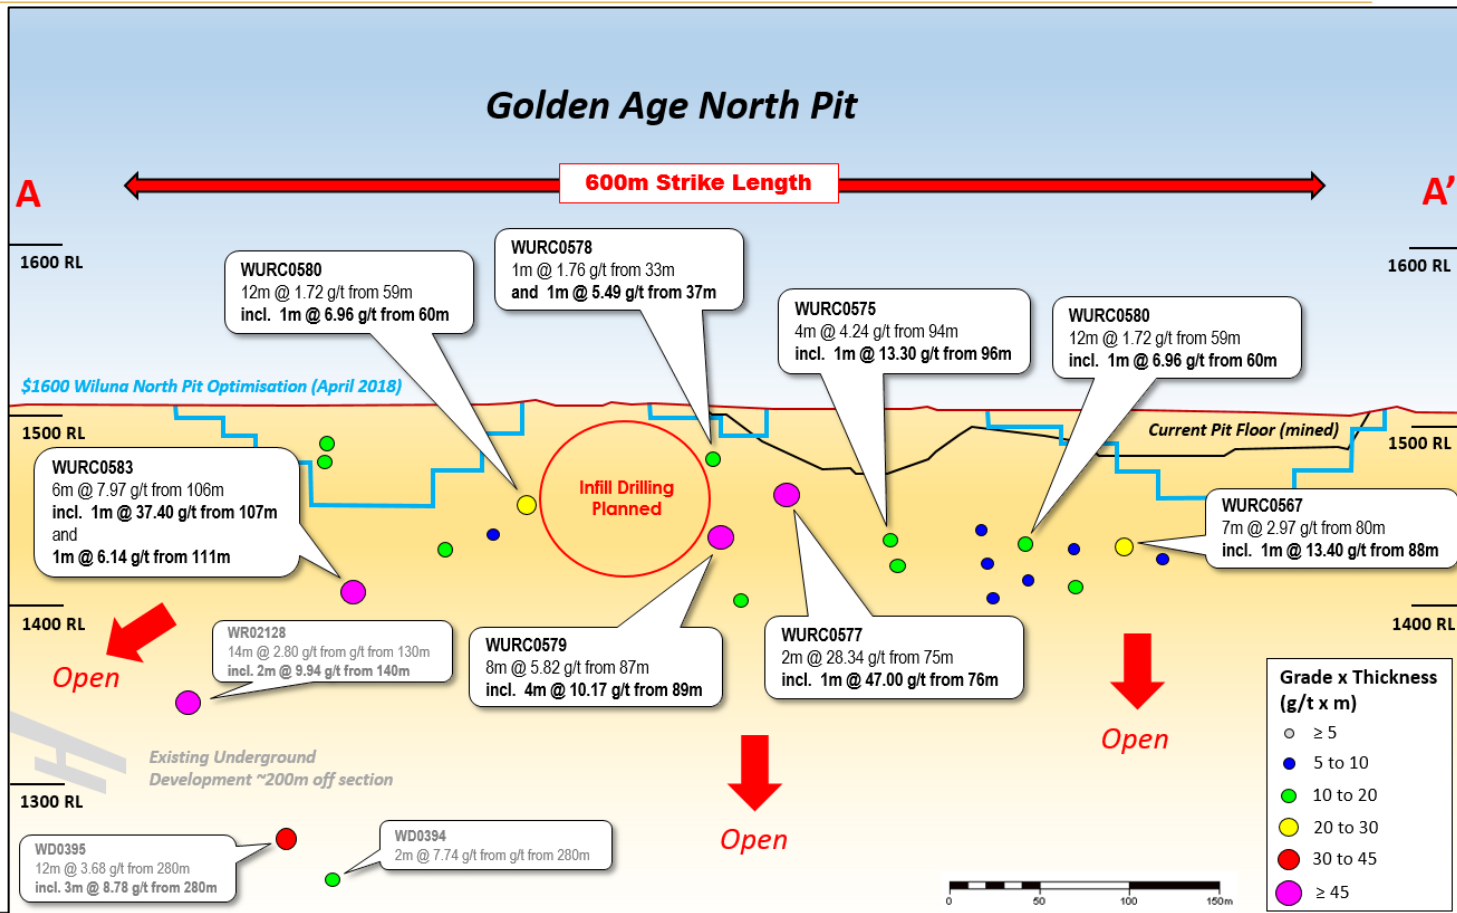 Golden Age North Pit
600m Strike Length
A
A'
1600 RL
1600 RL
WURC0580
12m @ 1.72 g/t from 59m
incl. 1m @ 6.96 g/t from 60m
WURC0578
1m @ 1.76 g/t from 33m
and 1m @ 5.49 g/t from 37m
WURC0575
4m @ 4.24 g/t from 94m
incl. 1m @ 13.30 g/t from 96m
WURC0580
12m @ 1.72 g/t from 59m
incl. 1m @ 6.96 g/t from 60m
$1600 Wiluna North Pit Optimisation (April 2018)
1500 RL
Current Pit Floor (mined)
1500 RL
WURC0583
6m @ 7.97 g/t from 106m
incl. 1m @ 37.40 g/t from 107m
and
1m @ 6.14 g/t from 111m
Infill Drilling
Planned
WURC0567
7m @ 2.97 g/t from 80m
incl. 1m @ 13.40 g/t from 88m
1400 RL
1400 RL
WR02128
14m @ 2.80 g/t from g/t from 130m
incl. 2m @ 9.94 g/t from 140m
WURC0579
8m @ 5.82 g/t from 87m
incl. 4m @ 10.17 g/t from 89m
WURC0577
2m @ 28.34 g/t from 75m
incl. 1m @ 47.00 g/t from 76m
Open
Open
Open
Existing Underground
Development ~200m off section
1300 RL
WD0395
12m @ 3.68 g/t from 280m
incl. 3m @ 8.78 g/t from 280m
WD0394
2m @ 7.74 g/t from g/t from 280m
Grade x Thickness
(g/t x m)
≥ 5
5 to 10
10 to 20
20 to 30
30 to 45
≥ 45
0 50 100 150m